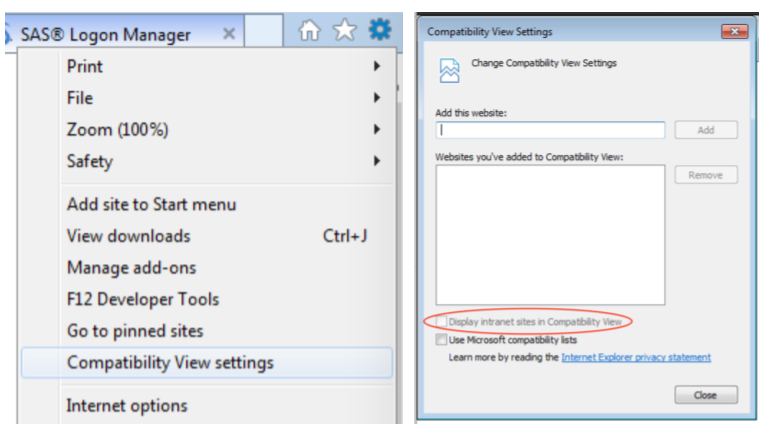 SAS® Logon Manager
Print
File
Zoom (100%)
Safety
Add site to Start menu
View downloads Ctrl+J
Manage add-ons
F12 Developer Tools
Go to pinned sites
Compatibility View settings
Internet options
Compatibility View Settings
Change Compatibility View Settings
Add this website:
Add
Websites you've added to Compatibility View:
Remove
Display intranet sites in Compatibility View
Use Microsoft compatibility lists
Learn more by reading the Internet Explorer privacy statement
Close